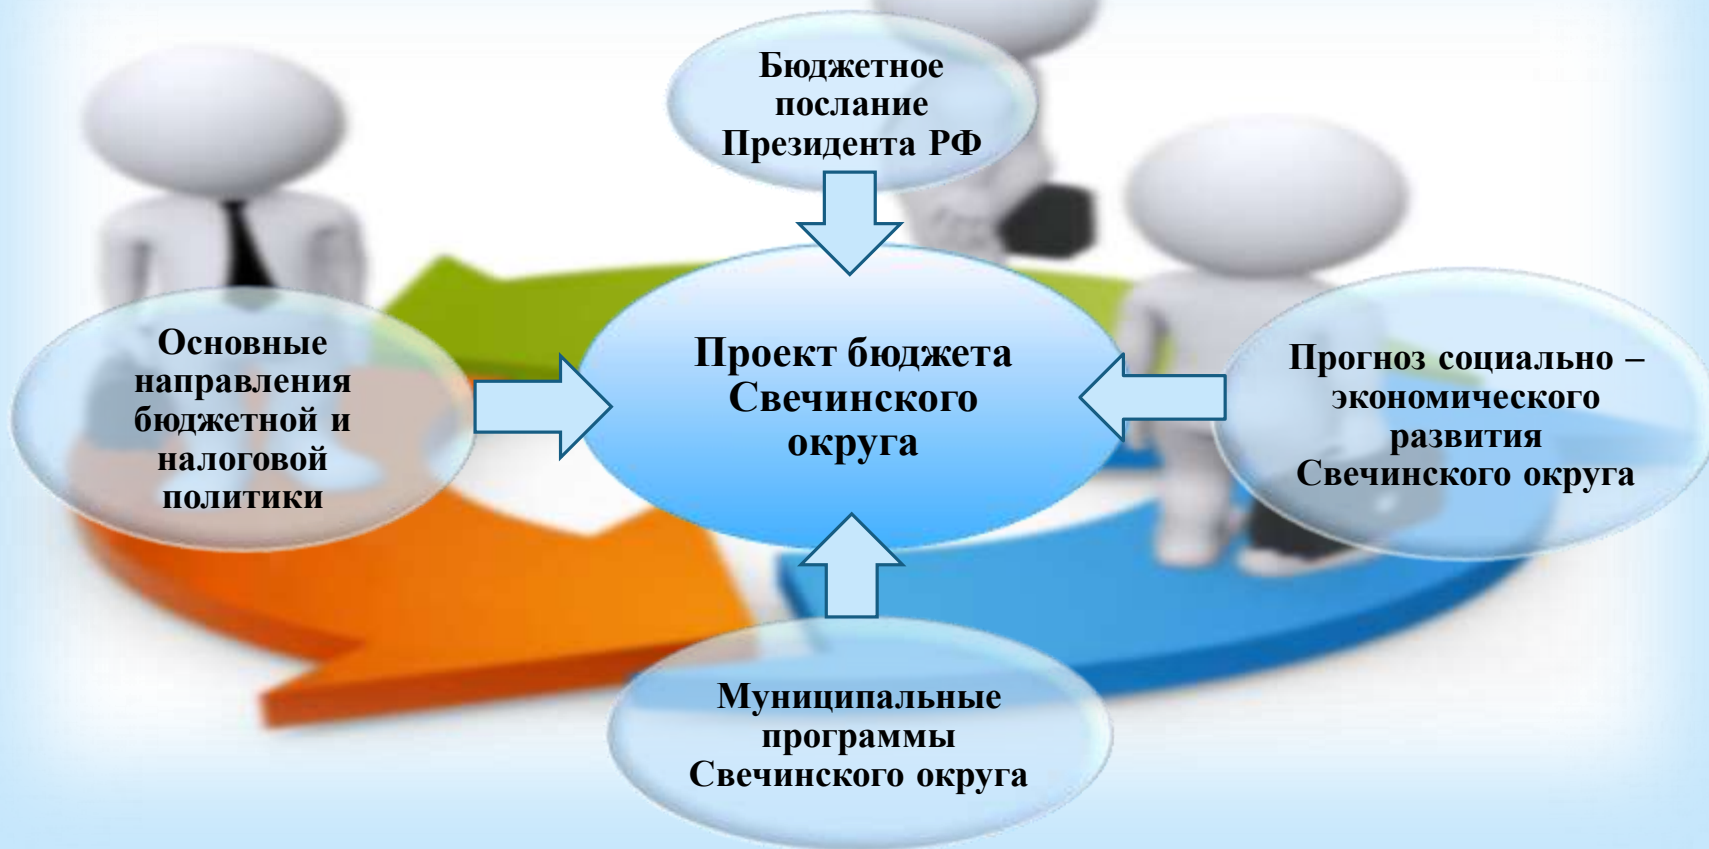 Бюджетное
послание
Президента РФ
Основные
направления
бюджетной и
налоговой
политики
Проект бюджета
Свечинского
округа
Прогноз социально –
экономического
развития
Свечинского округа
Муниципальные
программы
Свечинского округа